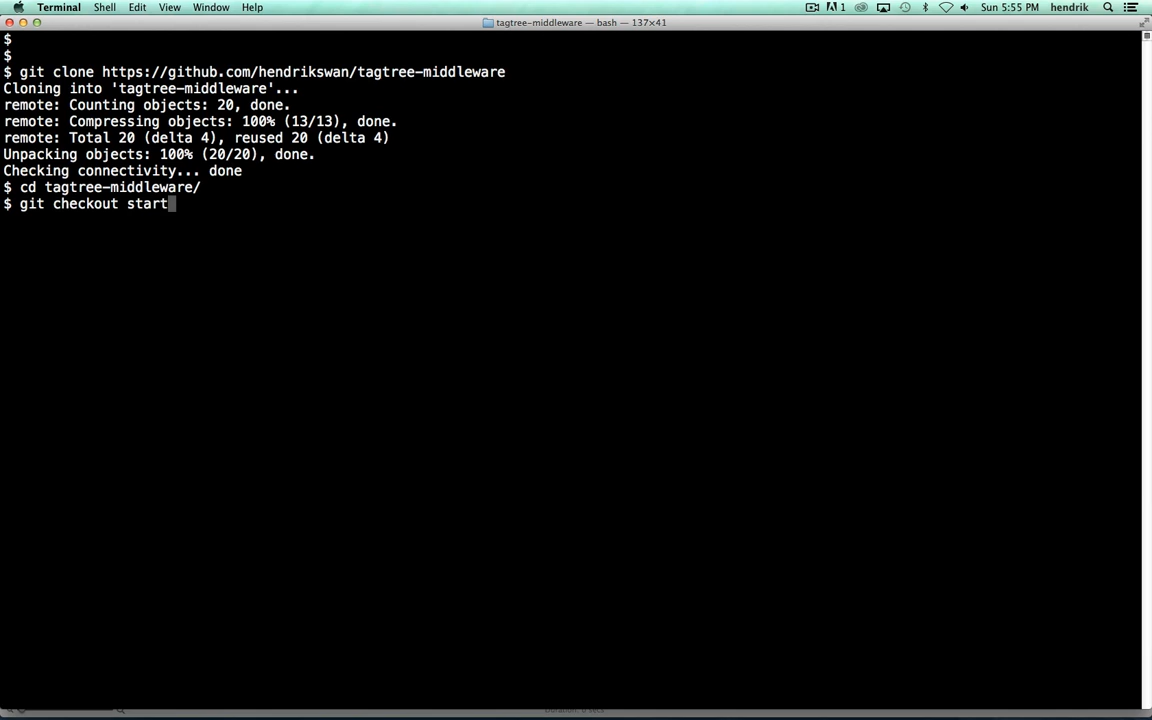 Terminal Shell Edit View Window Help 1 Sun 5:55 PM hendrik
tagtree-middleware — bash — 137×41
$
$
$ git clone https://github.com/hendrikswan/tagtree-middleware
Cloning into 'tagtree-middleware'...
remote: Counting objects: 20, done.
remote: Compressing objects: 100% (13/13), done.
remote: Total 20 (delta 4), reused 20 (delta 4)
Unpacking objects: 100% (20/20), done.
Checking connectivity... done
$ cd tagtree-middleware/
$ git checkout start